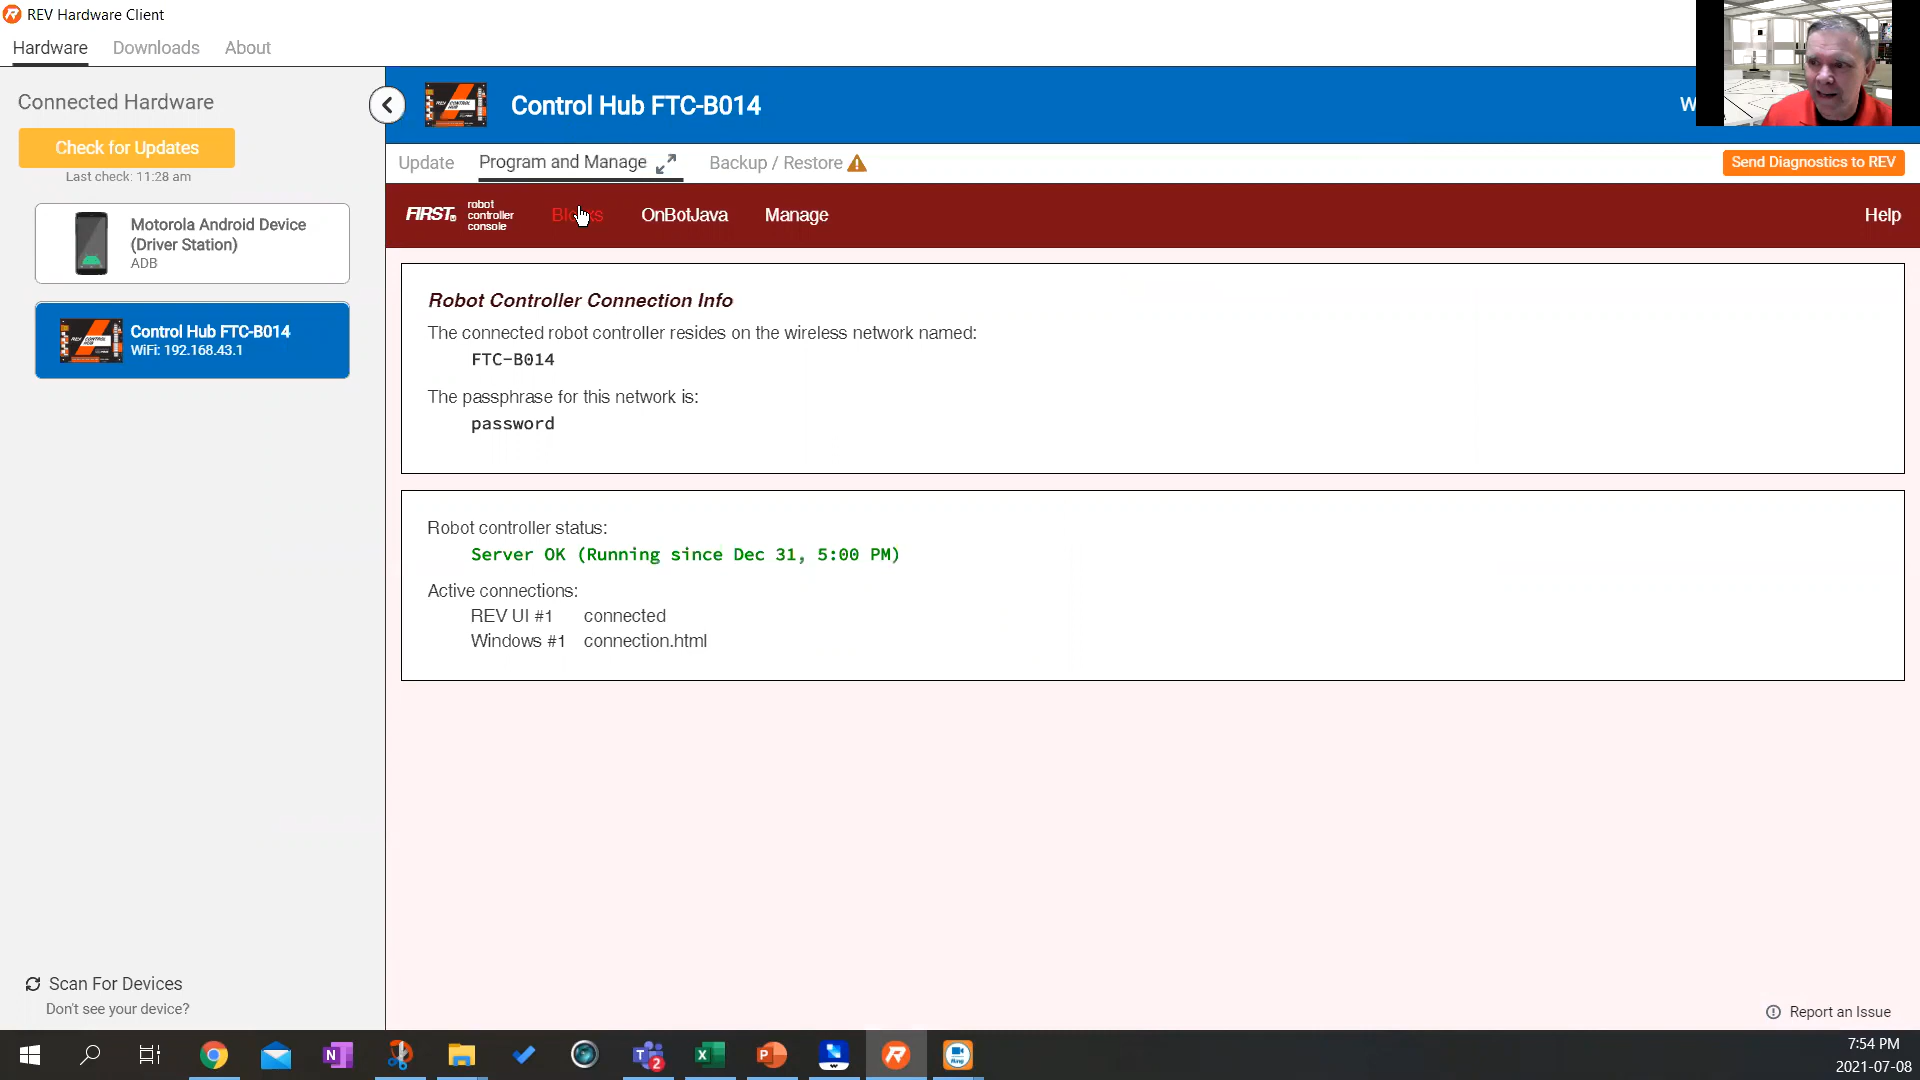 REV Hardware Client
Hardware Downloads About
Connected Hardware
Check for Updates
Last check: 11:28 am
Motorola Android Device
(Driver Station)
ADB
Control Hub FTC-B014
WiFi: 192.168.43.1
Scan For Devices
Don't see your device?
Control Hub FTC-B014
W
Update Program and Manage Backup / Restore
Send Diagnostics to REV
FIRST robot controller console
Blocks OnBotJava Manage Help
Robot Controller Connection Info
The connected robot controller resides on the wireless network named:
FTC-B014
The passphrase for this network is:
password
Robot controller status:
Server OK (Running since Dec 31, 5:00 PM)
Active connections:
REV UI #1 connected
Windows #1 connection.html
Report an Issue
2
7:54 PM
2021-07-08